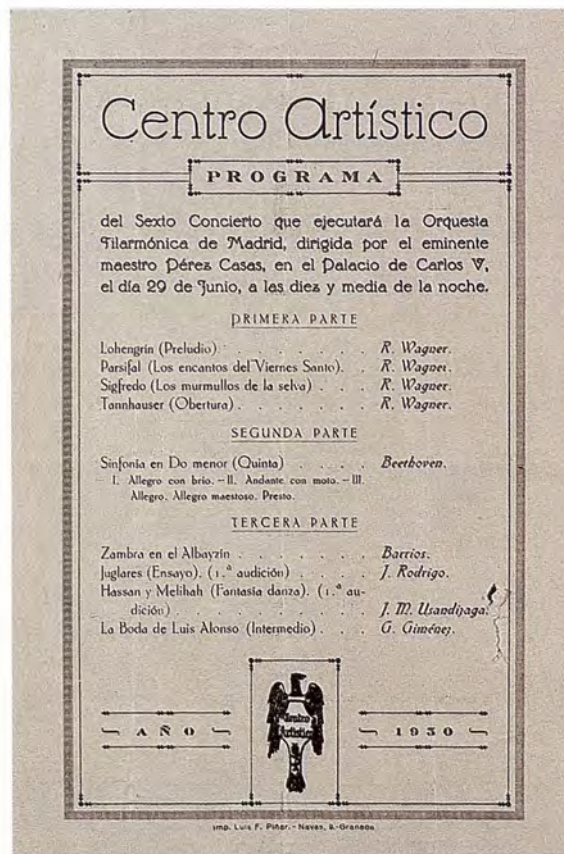 Centro Artístico
PROGRAMA
del Sexto Concierto que ejecutará la Orquesta
Filarmónica de Madrid, dirigida por el eminente
maestro Pérez Casas, en el Palacio de Carlos V,
el día 29 de Junio, a las diez y media de la noche.
PRIMERA PARTE
Lohengrin (Preludio) . . . . . . . R. Wagner.
Parsifal (Los encantos del Viernes Santo). . R. Wagner.
Sigfredo (Los murmullos de la selva) . . . R. Wagner.
Tannhauser (Obertura) . . . . . . . R. Wagner.
SEGUNDA PARTE
Sinfonía en Do menor (Quinta) . . . . Beethoven.
I. Allegro con brio. – II. Andante con moto. – III.
Allegro. Allegro maestoso. Presto.
TERCERA PARTE
Zambra en el Albayzín . . . . . . . Barrios.
Juglares (Ensayo). (1.ª audición) . . . . J. Rodrigo.
Hassan y Melihah (Fantasía danza). (1.ª au-
dición) . . . . . . . . . . J. M. Usandizaga.
La Boda de Luis Alonso (Intermedio) . . . G. Giménez.
Centro
Artístico
AÑO 1930
Imp. Luis F. Piñar. - Navas, 9.-Granada